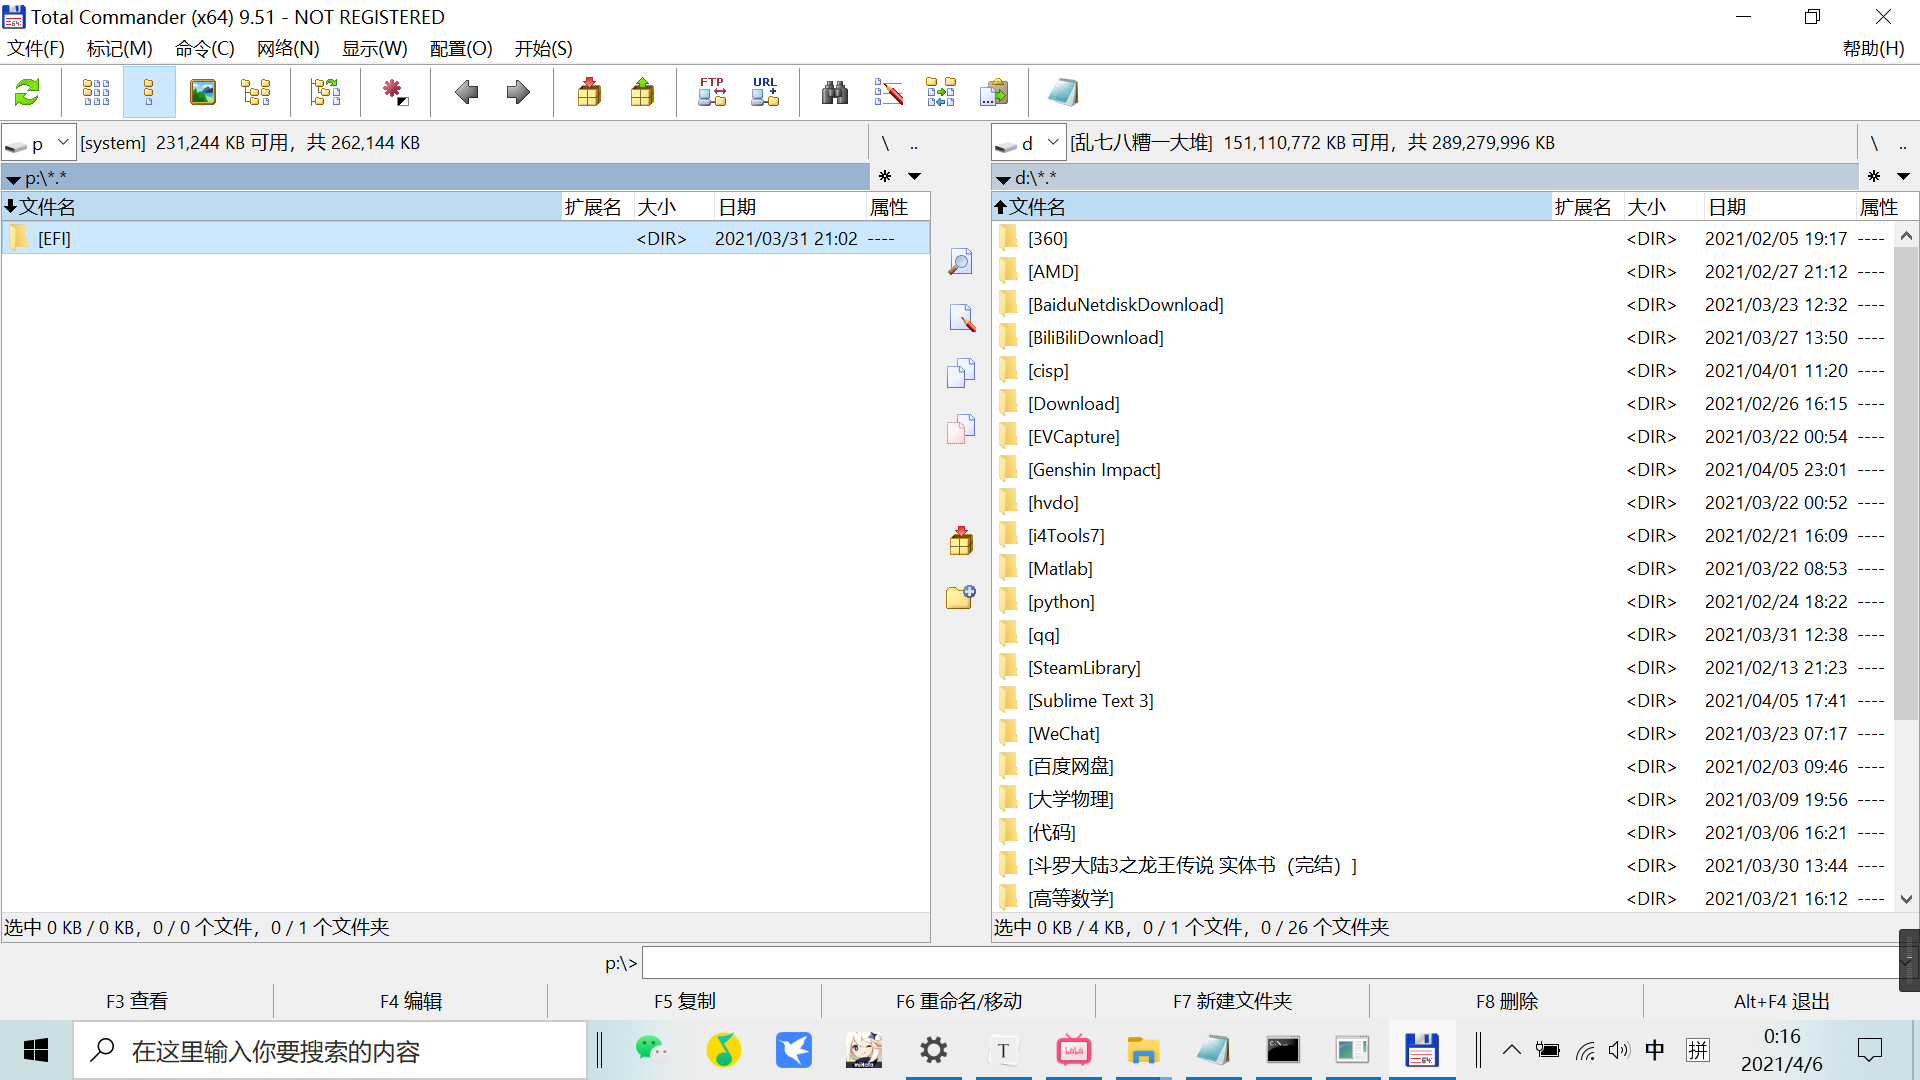 Total Commander (x64) 9.51 - NOT REGISTERED
文件(F) 标记(M) 命令(C) 网络(N) 显示(W) 配置(O) 开始(S) 帮助(H)
FTP URL
p [system] 231,244 KB 可用，共 262,144 KB \ ..
d [乱七八糟一大堆] 151,110,772 KB 可用，共 289,279,996 KB \ ..
p:\*.* * 
d:\*.* *
文件名 扩展名 大小 日期 属性
[EFI] <DIR> 2021/03/31 21:02 ----
文件名 扩展名 大小 日期 属性
[360] <DIR> 2021/02/05 19:17 ----
[AMD] <DIR> 2021/02/27 21:12 ----
[BaiduNetdiskDownload] <DIR> 2021/03/23 12:32 ----
[BiliBiliDownload] <DIR> 2021/03/27 13:50 ----
[cisp] <DIR> 2021/04/01 11:20 ----
[Download] <DIR> 2021/02/26 16:15 ----
[EVCapture] <DIR> 2021/03/22 00:54 ----
[Genshin Impact] <DIR> 2021/04/05 23:01 ----
[hvdo] <DIR> 2021/03/22 00:52 ----
[i4Tools7] <DIR> 2021/02/21 16:09 ----
[Matlab] <DIR> 2021/03/22 08:53 ----
[python] <DIR> 2021/02/24 18:22 ----
[qq] <DIR> 2021/03/31 12:38 ----
[SteamLibrary] <DIR> 2021/02/13 21:23 ----
[Sublime Text 3] <DIR> 2021/04/05 17:41 ----
[WeChat] <DIR> 2021/03/23 07:17 ----
[百度网盘] <DIR> 2021/02/03 09:46 ----
[大学物理] <DIR> 2021/03/09 19:56 ----
[代码] <DIR> 2021/03/06 16:21 ----
[斗罗大陆3之龙王传说 实体书（完结）] <DIR> 2021/03/30 13:44 ----
[高等数学] <DIR> 2021/03/21 16:12 ----
选中 0 KB / 0 KB，0 / 0 个文件，0 / 1 个文件夹
选中 0 KB / 4 KB，0 / 1 个文件，0 / 26 个文件夹
p:\>
F3 查看 F4 编辑 F5 复制 F6 重命名/移动 F7 新建文件夹 F8 删除 Alt+F4 退出
在这里输入你要搜索的内容
T
64
中 拼
0:16
2021/4/6